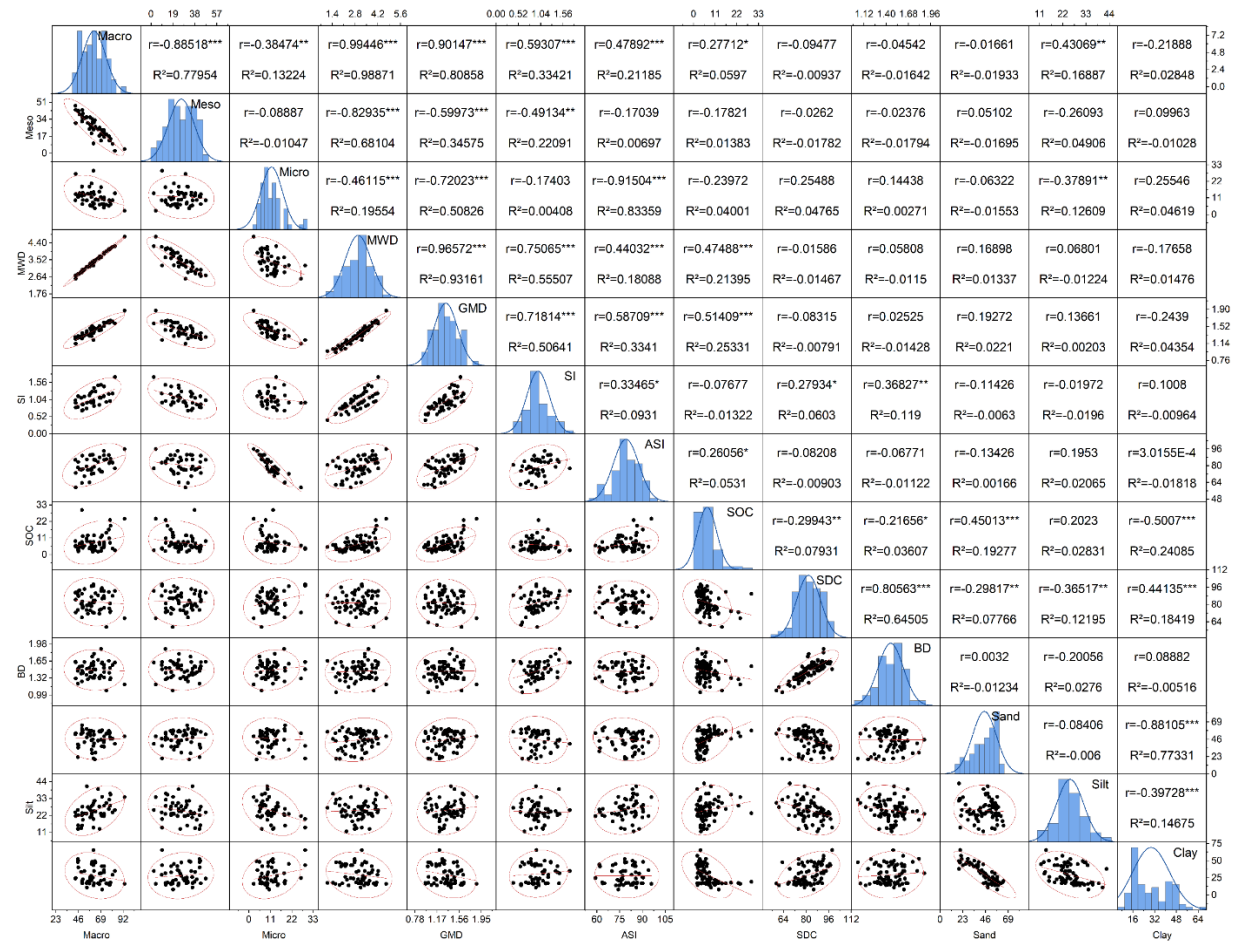 0 19 38 57 1.4 2.8 4.2 5.6 0.00 0.52 1.04 1.56 0 11 22 33 1.12 1.40 1.68 1.96 11 22 33 44
Macro r=-0.88518*** r=-0.38474** r=0.99446*** r=0.90147*** r=0.59307*** r=0.47892*** r=0.27712* r=-0.09477 r=-0.04542 r=-0.01661 r=0.43069** r=-0.21888 7.2
4.8
R²=0.77954 R²=0.13224 R²=0.98871 R²=0.80858 R²=0.33421 R²=0.21185 R²=0.0597 R²=-0.00937 R²=-0.01642 R²=-0.01933 R²=0.16887 R²=0.02848 2.4
0.0
51 Meso r=-0.08887 r=-0.82935*** r=-0.59973*** r=-0.49134** r=-0.17039 r=-0.17821 r=-0.0262 r=-0.02376 r=0.05102 r=-0.26093 r=0.09963
Meso 34
17 R²=-0.01047 R²=0.68104 R²=0.34575 R²=0.22091 R²=0.00697 R²=0.01383 R²=-0.01782 R²=-0.01794 R²=-0.01695 R²=0.04906 R²=-0.01028
0
Micro r=-0.46115*** r=-0.72023*** r=-0.17403 r=-0.91504*** r=-0.23972 r=0.25488 r=0.14438 r=-0.06322 r=-0.37891** r=0.25546 33
22
R²=0.19554 R²=0.50826 R²=0.00408 R²=0.83359 R²=0.04001 R²=0.04765 R²=0.00271 R²=-0.01553 R²=0.12609 R²=0.04619 11
0
4.40 MWD r=0.96572*** r=0.75065*** r=0.44032*** r=0.47488*** r=-0.01586 r=0.05808 r=0.16898 r=0.06801 r=-0.17658
MWD 3.52
2.64 R²=0.93161 R²=0.55507 R²=0.18088 R²=0.21395 R²=-0.01467 R²=-0.0115 R²=0.01337 R²=-0.01224 R²=0.01476
1.76
GMD r=0.71814*** r=0.58709*** r=0.51409*** r=-0.08315 r=0.02525 r=0.19272 r=0.13661 r=-0.2439 1.90
1.52
R²=0.50641 R²=0.3341 R²=0.25331 R²=-0.00791 R²=-0.01428 R²=0.0221 R²=0.00203 R²=0.04354 1.14
0.76
1.56 SI r=0.33465* r=-0.07677 r=0.27934* r=0.36827** r=-0.11426 r=-0.01972 r=0.1008
SI 1.04
0.52 R²=0.0931 R²=-0.01322 R²=0.0603 R²=0.119 R²=-0.0063 R²=-0.0196 R²=-0.00964
0.00
ASI r=0.26056* r=-0.08208 r=-0.06771 r=-0.13426 r=0.1953 r=3.0155E-4 96
80
R²=0.0531 R²=-0.00903 R²=-0.01122 R²=0.00166 R²=0.02065 R²=-0.01818 64
48
33 SOC r=-0.29943** r=-0.21656* r=0.45013*** r=0.2023 r=-0.5007***
SOC 22
11 R²=0.07931 R²=0.03607 R²=0.19277 R²=0.02831 R²=0.24085
0
112
SDC r=0.80563*** r=-0.29817** r=-0.36517** r=0.44135*** 96
80
R²=0.64505 R²=0.07766 R²=0.12195 R²=0.18419 64
1.98 BD r=0.0032 r=-0.20056 r=0.08882
BD 1.65
1.32 R²=-0.01234 R²=0.0276 R²=-0.00516
0.99
Sand r=-0.08406 r=-0.88105*** 69
46
R²=-0.006 R²=0.77331 23
0
44 Silt r=-0.39728***
Silt 33
22 R²=0.14675
11
Clay 75
50
25
0
23 46 69 92 0 11 22 33 0.78 1.17 1.56 1.95 60 75 90 105 64 80 96 112 0 23 46 69 16 32 48 64
Macro Micro GMD ASI SDC Sand Clay